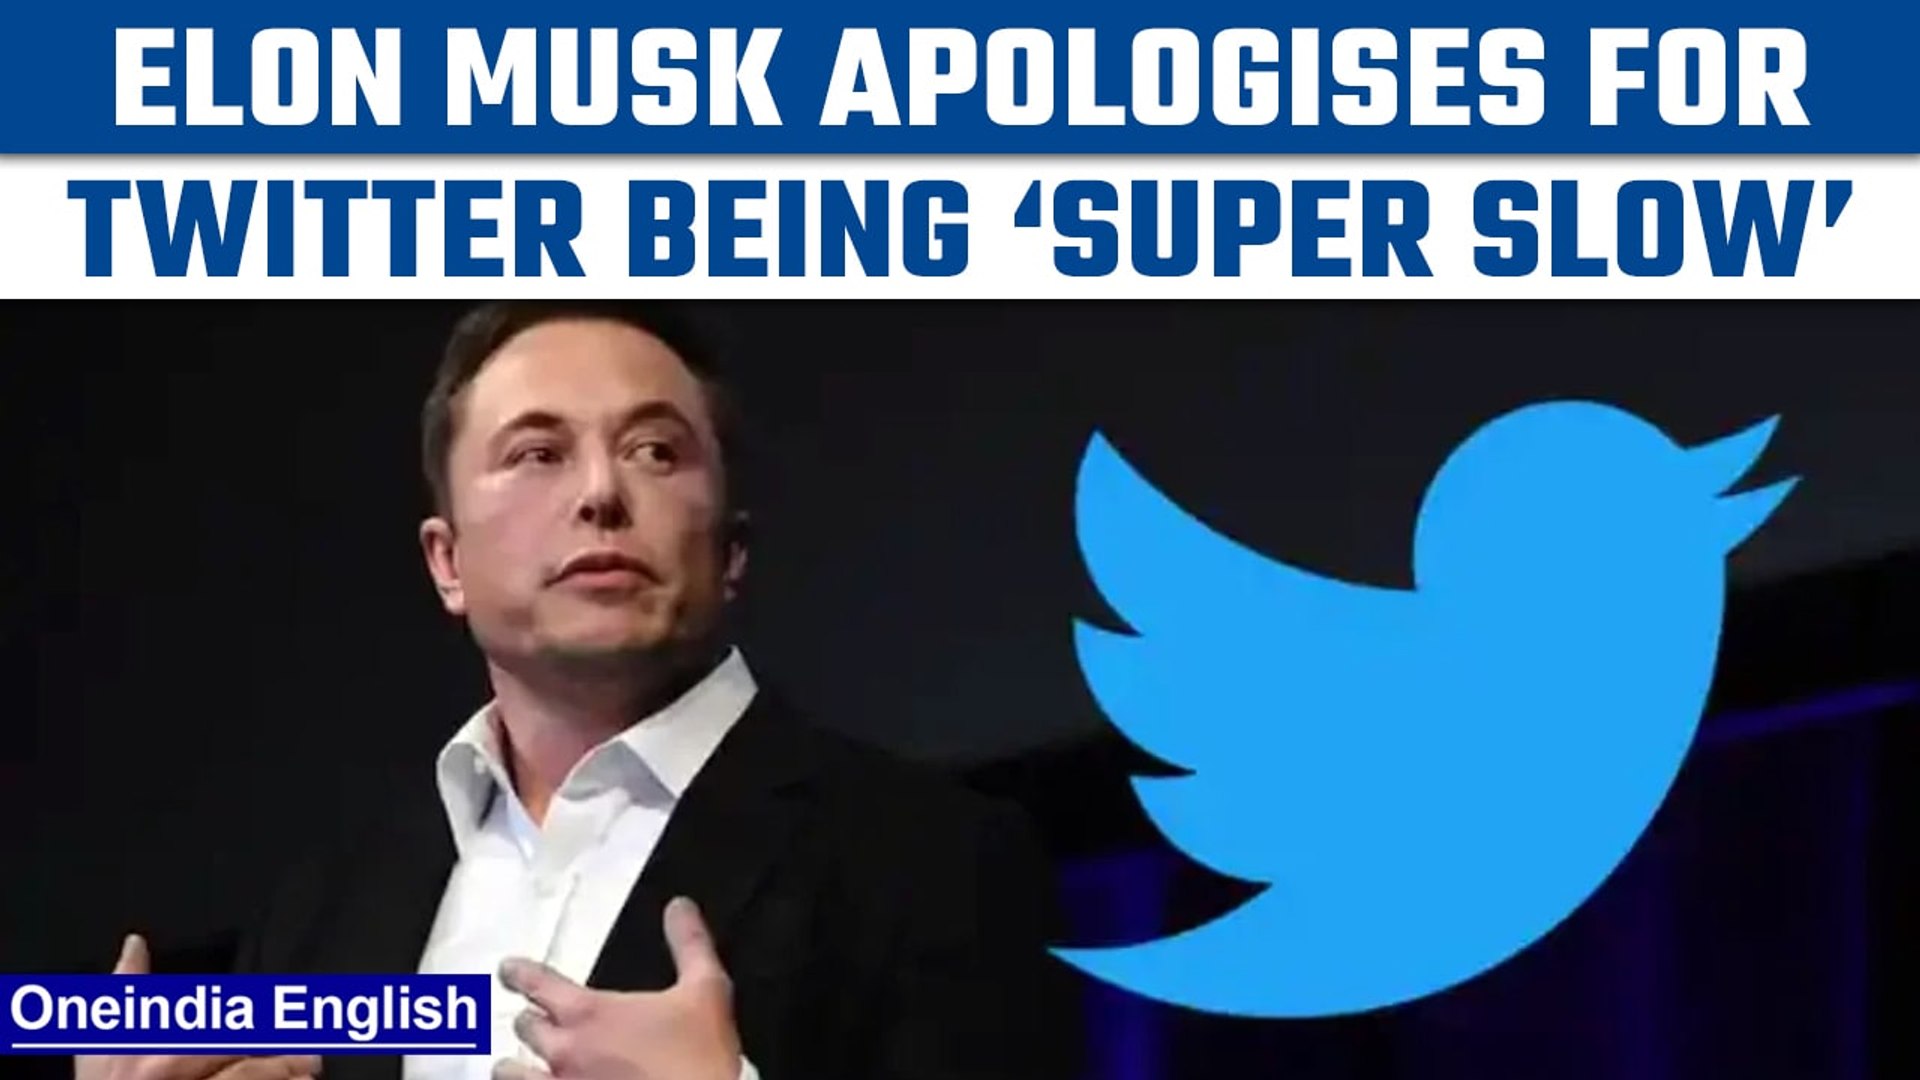 ELON MUSK APOLOGISES FOR
TWITTER BEING ‘SUPER SLOW’
Oneindia English